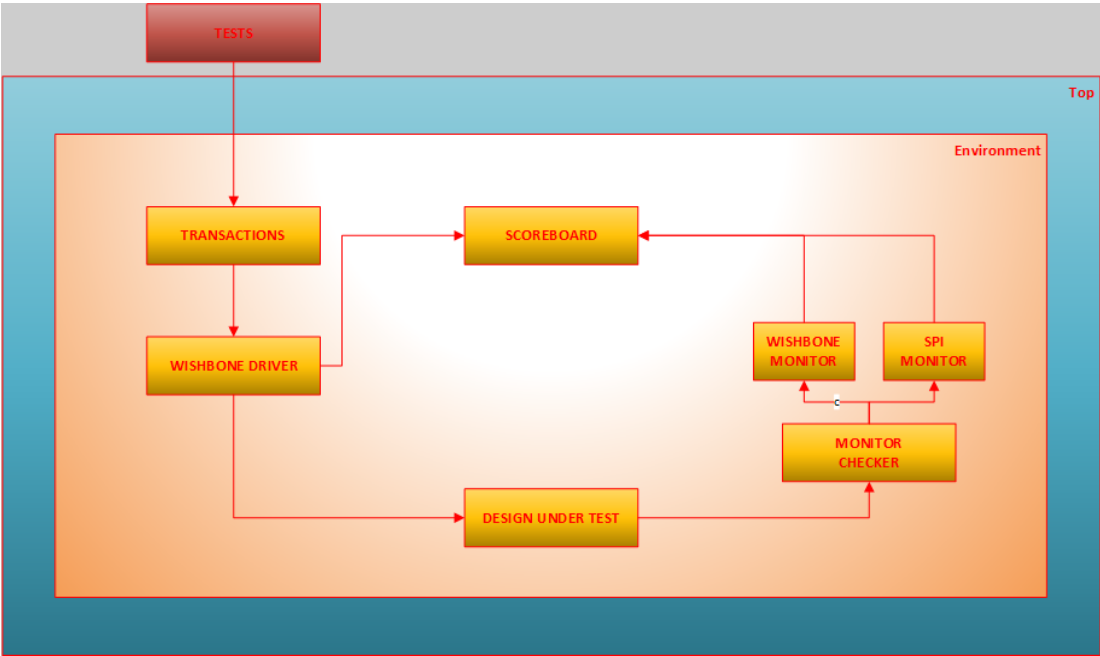 TESTS
Top
Environment
TRANSACTIONS
SCOREBOARD
WISHBONE DRIVER
WISHBONE
MONITOR
SPI
MONITOR
c
MONITOR
CHECKER
DESIGN UNDER TEST